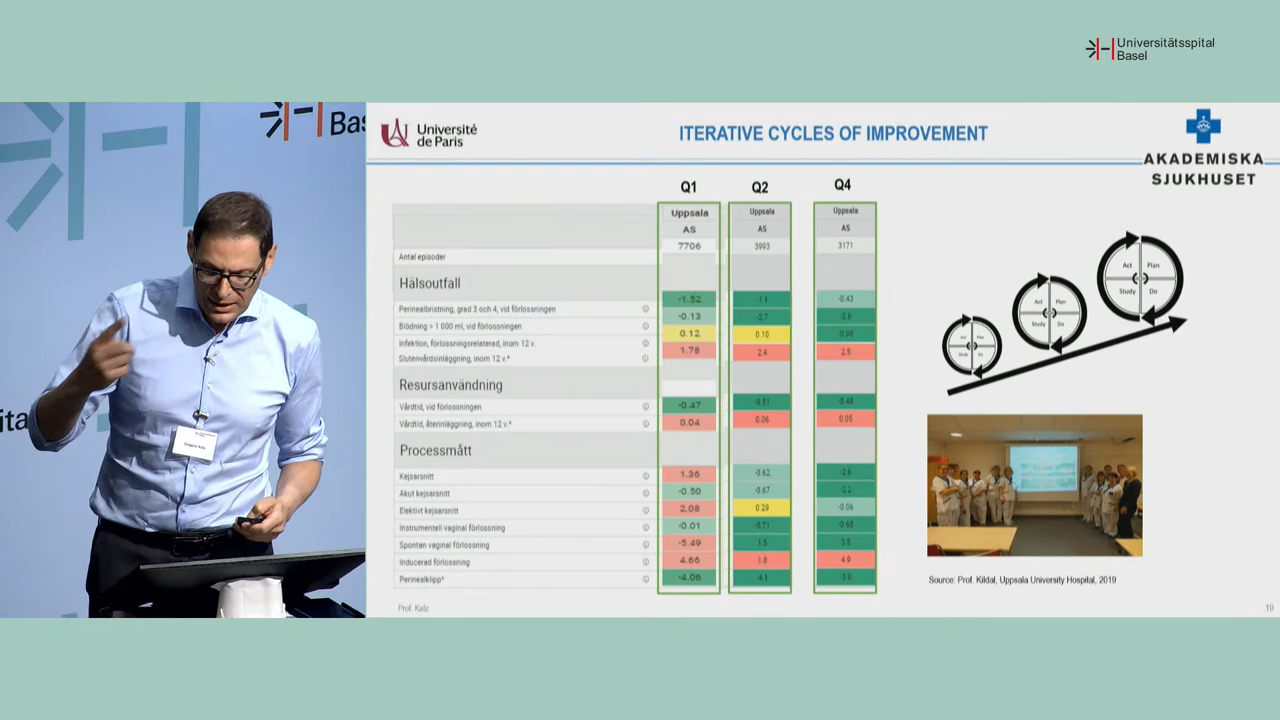 Universitätsspital
Basel
Bas
ita
Université
de Paris
ITERATIVE CYCLES OF IMPROVEMENT
AKADEMISKA
SJUKHUSET
Q1 Q2 Q4
Uppsala Uppsala Uppsala
AS AS AS
7706 3993 3171
Antal episoder
Hälsoutfall
Perinealbristning, grad 3 och 4, vid förlossningen -1.52 -1.1 -0.43
Blödning > 1 000 ml, vid förlossningen -0.13 -2.7 -2.6
Infektion, förlossningsrelaterad, inom 12 v. 0.12 0.10 -0.98
Slutenvårdsinläggning, inom 12 v.* 1.78 2.4 2.5
Resursanvändning
Vårdtid, vid förlossningen -0.47 -0.51 -0.48
Vårdtid, återinläggning, inom 12 v.* 0.04 0.06 0.05
Processmått
Kejsarsnitt 1.36 -0.62 -2.6
Akut kejsarsnitt -0.50 -0.67 -2.2
Elektivt kejsarsnitt 2.08 0.29 -0.06
Instrumentell vaginal förlossning -0.01 -0.71 -0.68
Spontan vaginal förlossning -5.49 1.5 3.5
Inducerad förlossning 4.66 1.8 4.9
Perinealklipp* -4.06 4.1 -3.9
Act Plan
Study Do
Act Plan
Study Do
Act Plan
Study Do
Source: Prof. Kildal, Uppsala University Hospital, 2019
Prof. Kalz
19